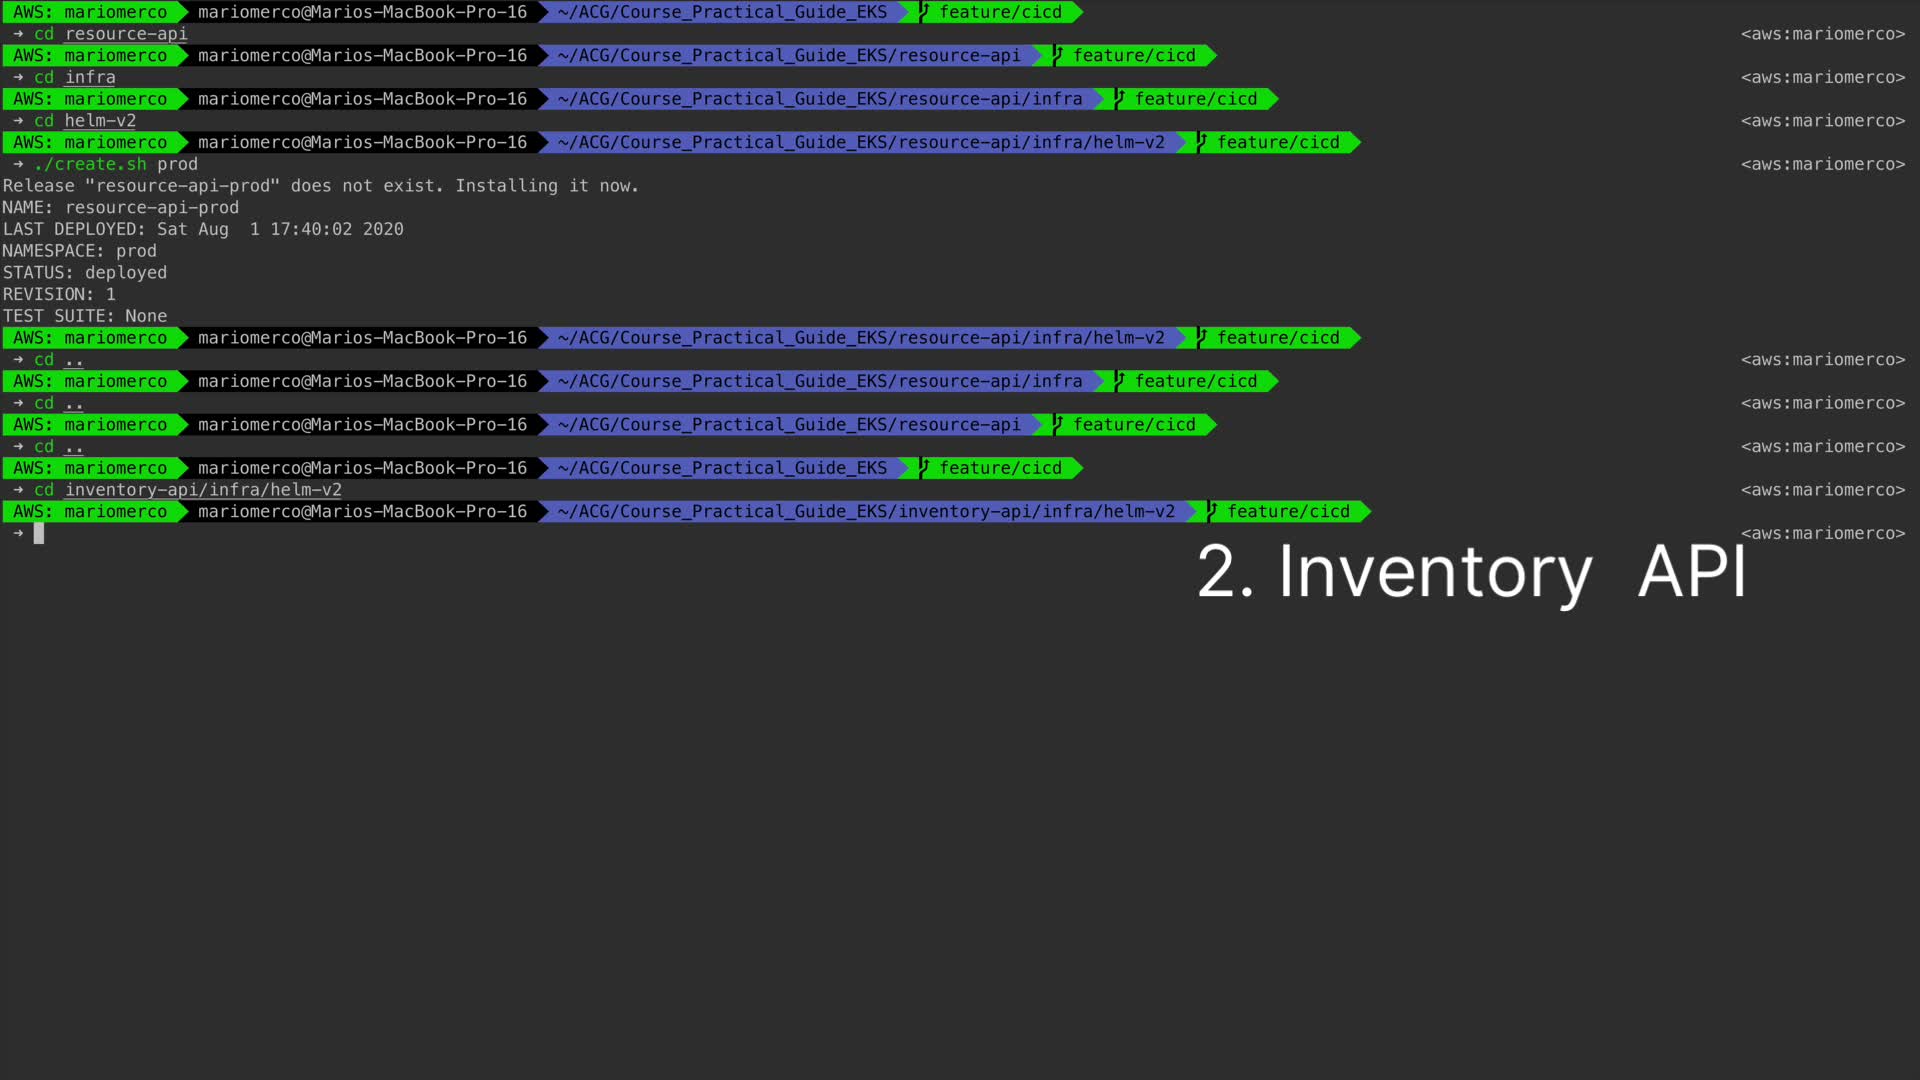 AWS: mariomerco mariomerco@Marios-MacBook-Pro-16 ~/ACG/Course_Practical_Guide_EKS feature/cicd
→ cd resource-api <aws:mariomerco>
AWS: mariomerco mariomerco@Marios-MacBook-Pro-16 ~/ACG/Course_Practical_Guide_EKS/resource-api feature/cicd
→ cd infra <aws:mariomerco>
AWS: mariomerco mariomerco@Marios-MacBook-Pro-16 ~/ACG/Course_Practical_Guide_EKS/resource-api/infra feature/cicd
→ cd helm-v2 <aws:mariomerco>
AWS: mariomerco mariomerco@Marios-MacBook-Pro-16 ~/ACG/Course_Practical_Guide_EKS/resource-api/infra/helm-v2 feature/cicd
→ ./create.sh prod <aws:mariomerco>
Release "resource-api-prod" does not exist. Installing it now.
NAME: resource-api-prod
LAST DEPLOYED: Sat Aug  1 17:40:02 2020
NAMESPACE: prod
STATUS: deployed
REVISION: 1
TEST SUITE: None
AWS: mariomerco mariomerco@Marios-MacBook-Pro-16 ~/ACG/Course_Practical_Guide_EKS/resource-api/infra/helm-v2 feature/cicd
→ cd .. <aws:mariomerco>
AWS: mariomerco mariomerco@Marios-MacBook-Pro-16 ~/ACG/Course_Practical_Guide_EKS/resource-api/infra feature/cicd
→ cd .. <aws:mariomerco>
AWS: mariomerco mariomerco@Marios-MacBook-Pro-16 ~/ACG/Course_Practical_Guide_EKS/resource-api feature/cicd
→ cd .. <aws:mariomerco>
AWS: mariomerco mariomerco@Marios-MacBook-Pro-16 ~/ACG/Course_Practical_Guide_EKS feature/cicd
→ cd inventory-api/infra/helm-v2 <aws:mariomerco>
AWS: mariomerco mariomerco@Marios-MacBook-Pro-16 ~/ACG/Course_Practical_Guide_EKS/inventory-api/infra/helm-v2 feature/cicd
→ <aws:mariomerco>
2. Inventory API